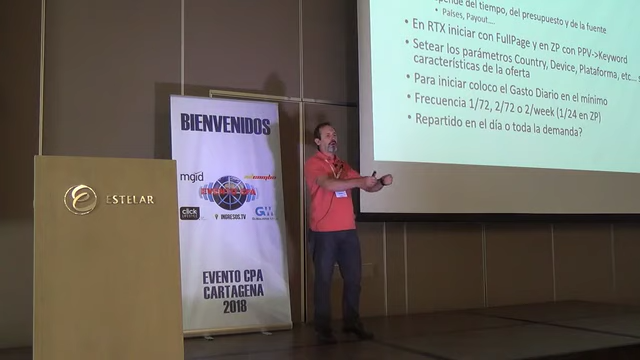 del tiempo, del presupuesto y de la fuente
• Países, Payout....
• En RTX iniciar con FullPage y en ZP con PPV->Keyword
• Setear los parámetros Country, Device, Plataforma, etc...
características de la oferta
• Para iniciar coloco el Gasto Diario en el mínimo
• Frecuencia 1/72, 2/72 o 2/week (1/24 en ZP)
• Repartido en el día o toda la demanda?
BIENVENIDOS
mgid
click
INGRESOS.TV
EVENTO CPA
CARTAGENA
2018
ESTELAR